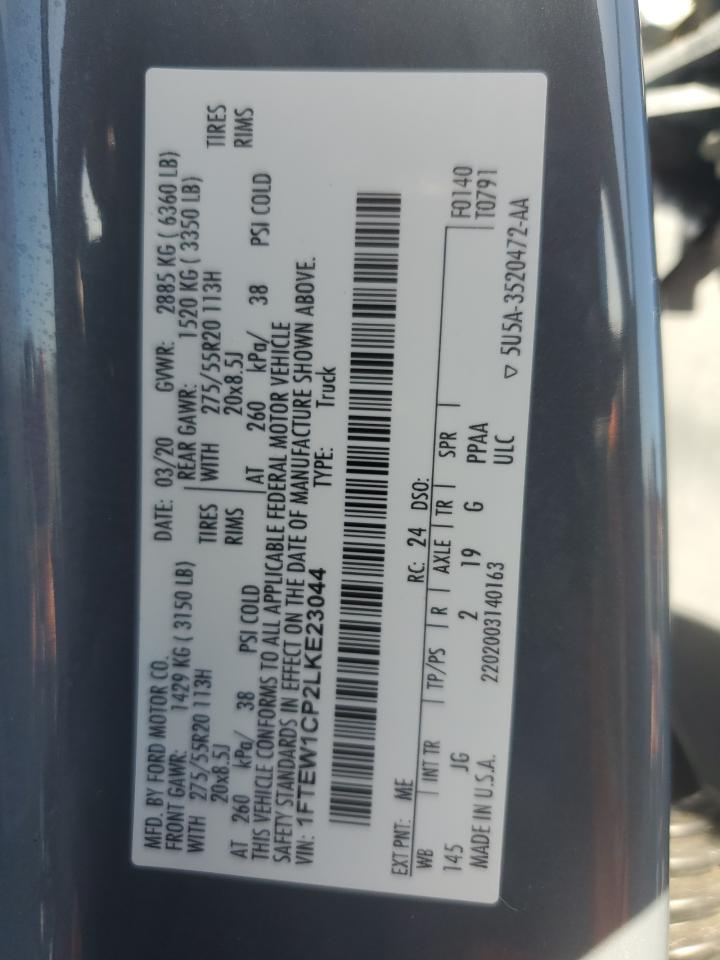 MFD. BY FORD MOTOR CO. DATE: 03/20 GVWR: 2885 KG ( 6360 LB)
FRONT GAWR: 1429 KG ( 3150 LB) REAR GAWR: 1520 KG ( 3350 LB)
WITH 275/55R20 113H TIRES WITH 275/55R20 113H TIRES
20x8.5J RIMS 20x8.5J RIMS
AT 260 kPa/ 38 PSI COLD AT 260 kPa/ 38 PSI COLD
THIS VEHICLE CONFORMS TO ALL APPLICABLE FEDERAL MOTOR VEHICLE
SAFETY STANDARDS IN EFFECT ON THE DATE OF MANUFACTURE SHOWN ABOVE.
VIN: 1FTEW1CP2LKE23044 TYPE: Truck
EXT PNT: ME RC: 24 DSO:
WB INT TR TP/PS R AXLE TR SPR F0140
145 JG 2 19 G PPAA T0791
MADE IN U.S.A. 2202003140163 ULC
▽ 5U5A-3520472-AA